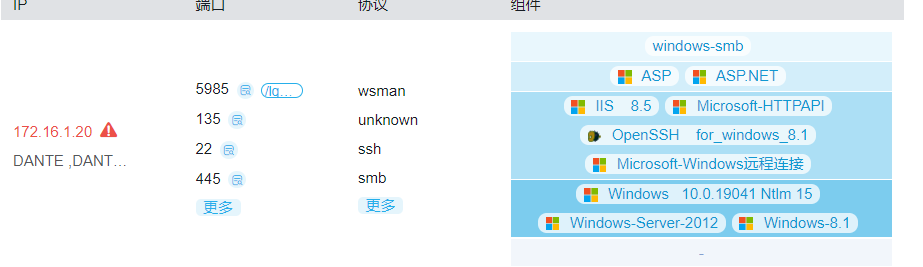 IP 端口 协议 组件
windows-smb
ASP ASP.NET
5985 wsman
IIS 8.5 Microsoft-HTTPAPI
135 unknown
172.16.1.20
OpenSSH for_windows_8.1
22 ssh
DANTE ,DANT...
Microsoft-Windows远程连接
445 smb
Windows 10.0.19041 Ntlm 15
更多 更多
Windows-Server-2012 Windows-8.1
-